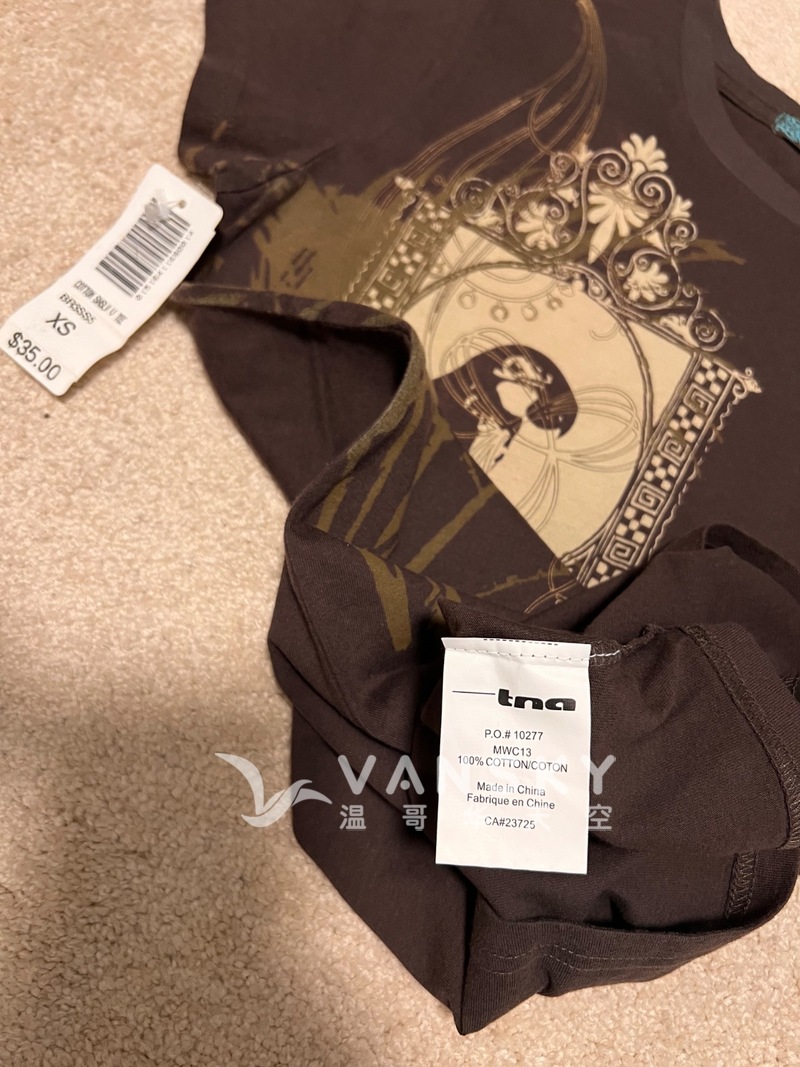 XS
$35.00
tna
P.O.# 10277
MWC13
100% COTTON/COTON
Made in China
Fabrique en Chine
CA#23725
VANSKY
温哥
空